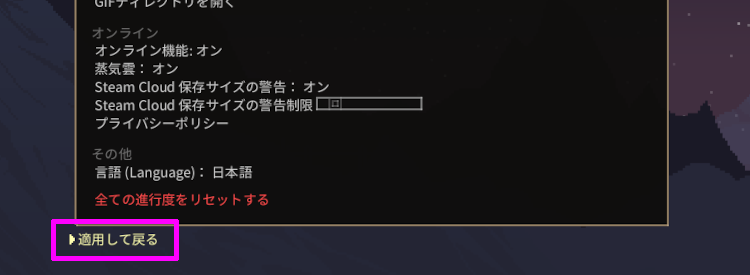 GIFディレクトリを開く
オンライン
オンライン機能: オン
蒸気雲： オン
Steam Cloud 保存サイズの警告： オン
Steam Cloud 保存サイズの警告制限
プライバシーポリシー
その他
言語 (Language)： 日本語
全ての進行度をリセットする
適用して戻る